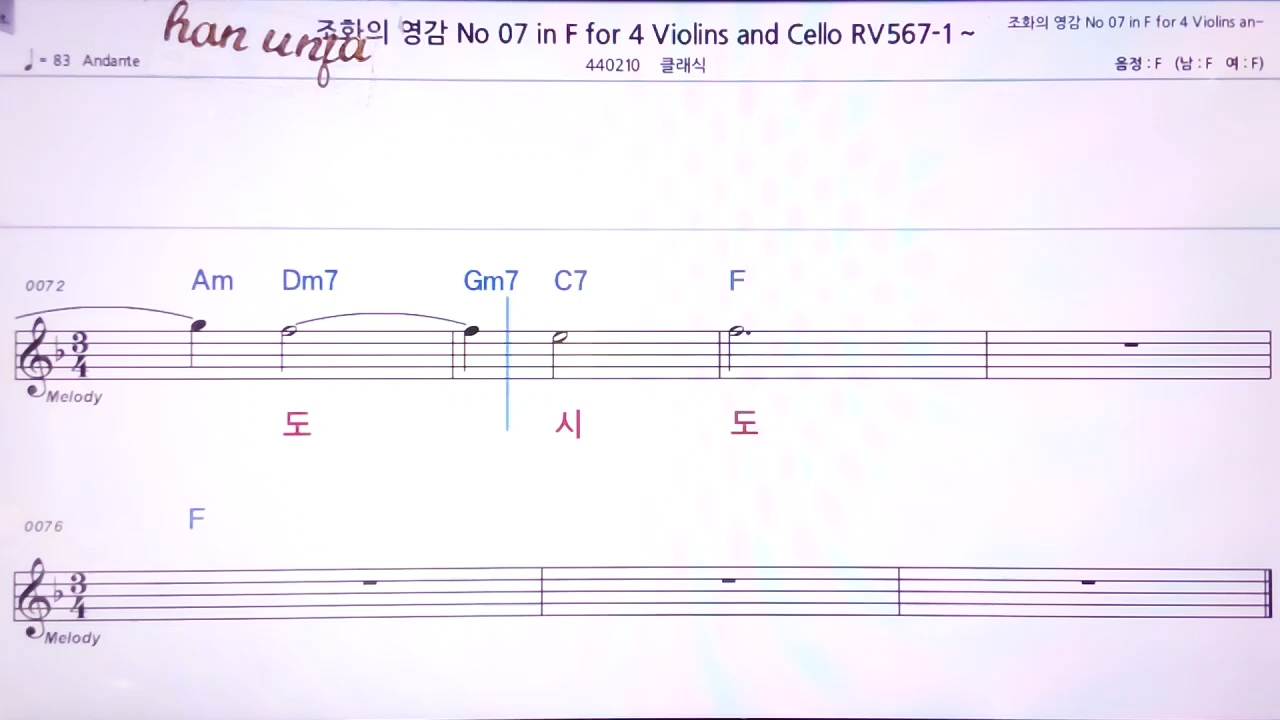 han unja
조화의 영감 No 07 in F for 4 Violins and Cello RV567-1 ~
조화의 영감 No 07 in F for 4 Violins an~
♩ = 83 Andante
440210 클래식
음정 : F (남 : F 여 : F)
0072 Am Dm7 Gm7 C7 F
3 4
Melody
도 시 도
0076 F
3 4
Melody